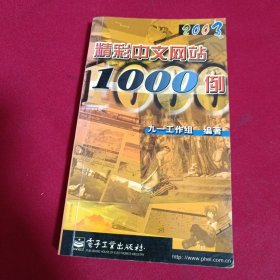 2003
精彩中文网站
1000例
九一工作组 编著
电子工业出版社
PUBLISHING HOUSE OF ELECTRONICS INDUSTRY
http://www.phei.com.cn